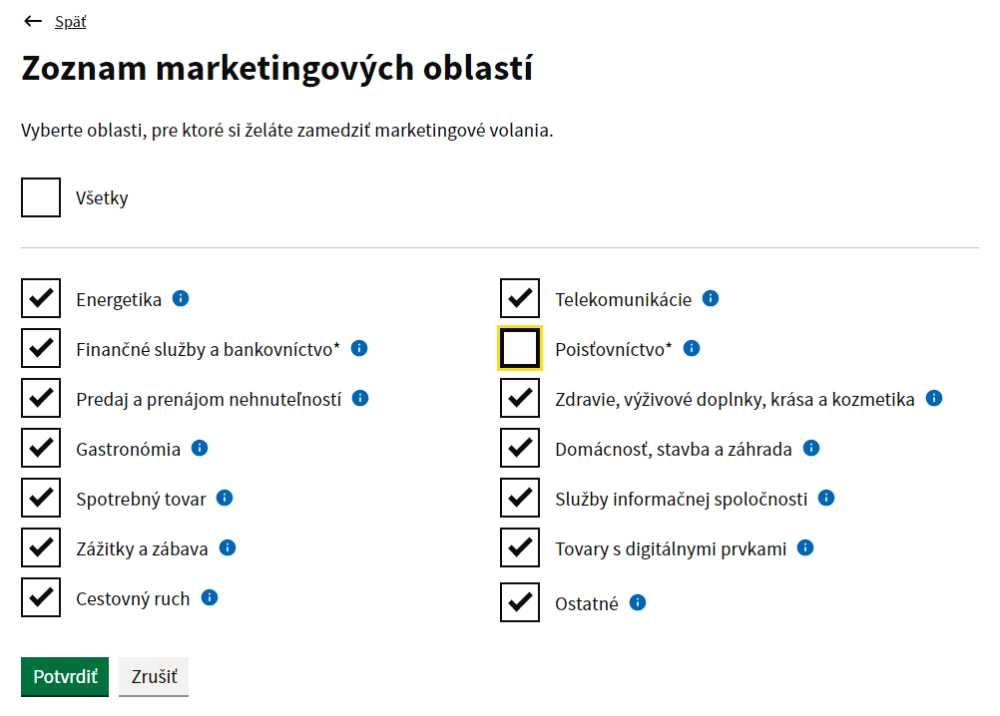 Späť
Zoznam marketingových oblastí
Vyberte oblasti, pre ktoré si želáte zamedziť marketingové volania.
Všetky
Energetika
Telekomunikácie
Finančné služby a bankovníctvo*
Poisťovníctvo*
Predaj a prenájom nehnuteľností
Zdravie, výživové doplnky, krása a kozmetika
Gastronómia
Domácnosť, stavba a záhrada
Spotrebný tovar
Služby informačnej spoločnosti
Zážitky a zábava
Tovary s digitálnymi prvkami
Cestovný ruch
Ostatné
Potvrdiť
Zrušiť